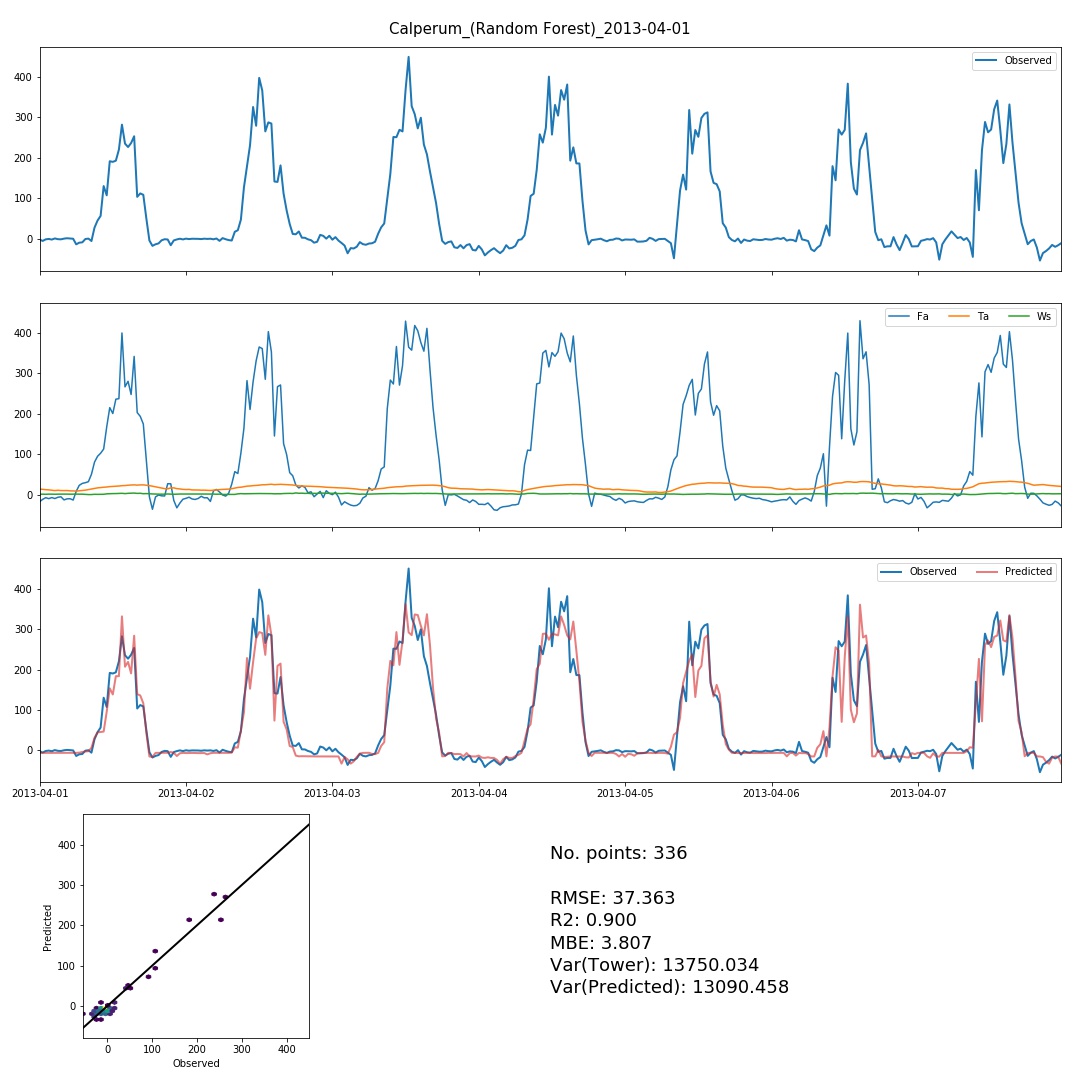 Calperum_(Random Forest)_2013-04-01
Observed
400
300
200
100
0
Fa Ta Ws
400
300
200
100
0
Observed Predicted
400
300
200
100
0
2013-04-01 2013-04-02 2013-04-03 2013-04-04 2013-04-05 2013-04-06 2013-04-07
400
300
200
100
0
Predicted
0 100 200 300 400
Observed
No. points: 336
RMSE: 37.363
R2: 0.900
MBE: 3.807
Var(Tower): 13750.034
Var(Predicted): 13090.458